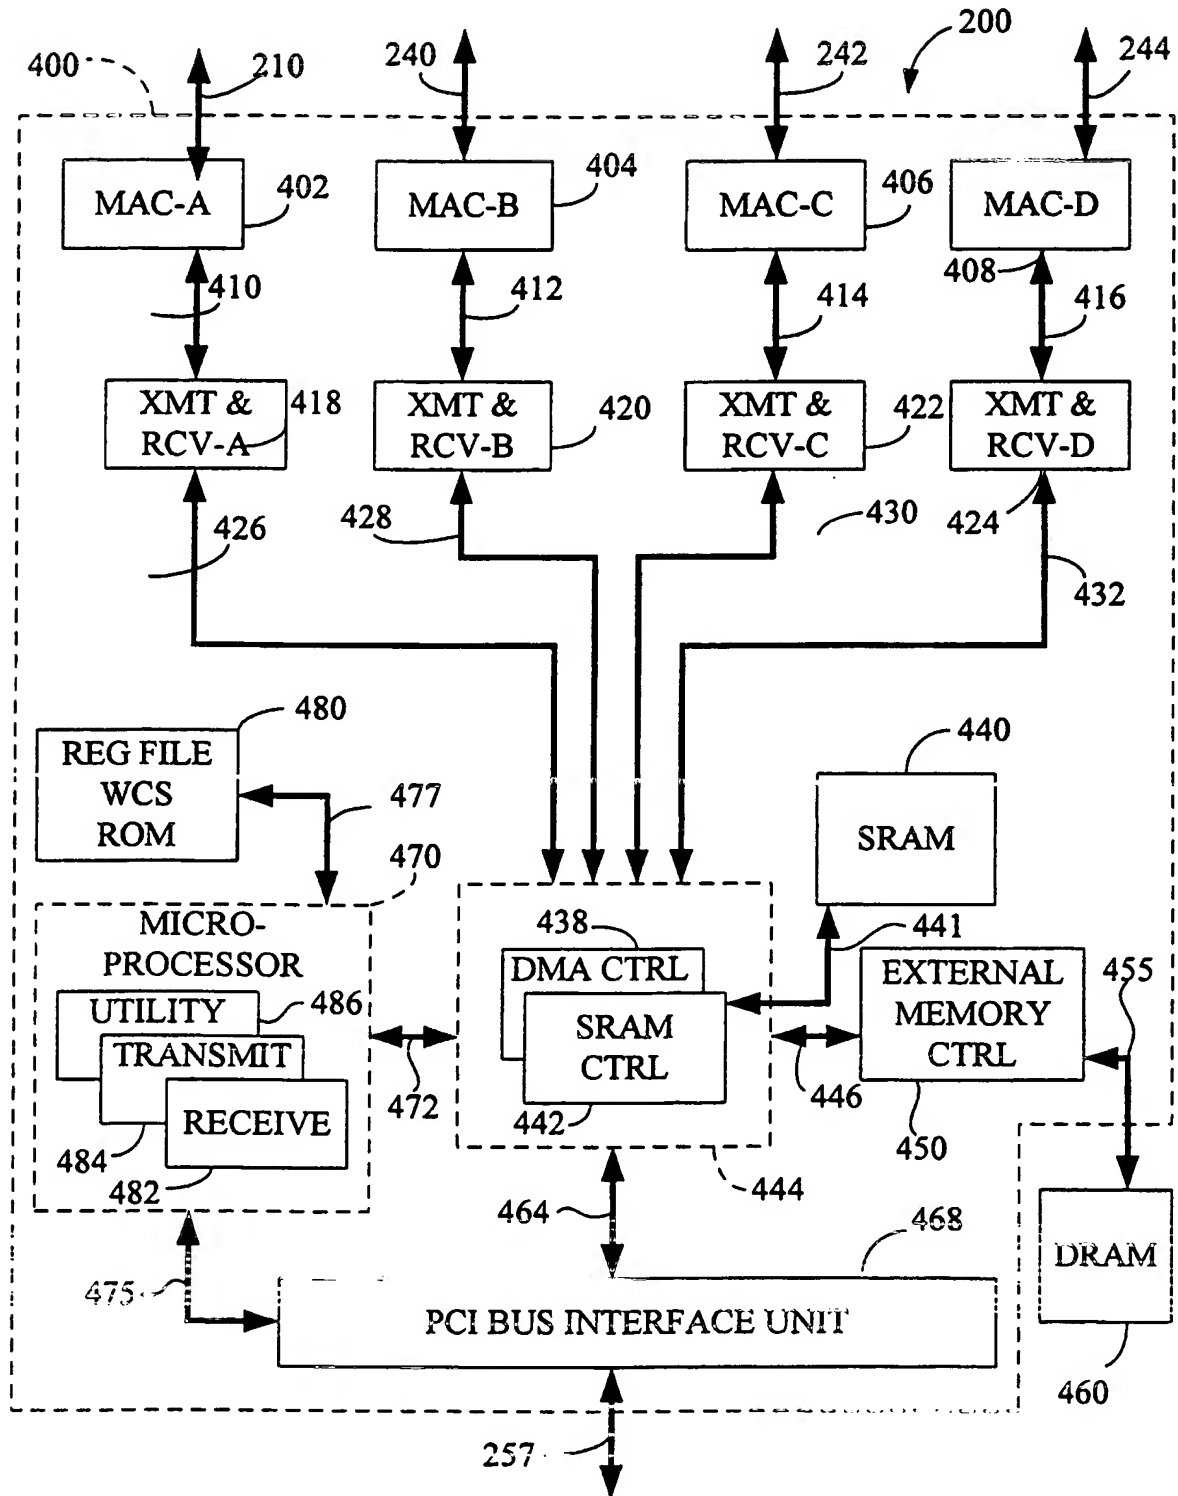 200
400
210
240
242
244
MAC-A
402
MAC-B
404
MAC-C
406
MAC-D
408
410
412
414
416
XMT &
RCV-A
418
XMT &
RCV-B
420
XMT &
RCV-C
422
XMT &
RCV-D
424
426
428
430
432
480
REG FILE
WCS
ROM
477
440
SRAM
441
470
MICRO-
PROCESSOR
UTILITY
486
TRANSMIT
484
RECEIVE
482
472
438
DMA CTRL
SRAM
CTRL
442
444
446
EXTERNAL
MEMORY
CTRL
450
455
DRAM
460
464
468
475
PCI BUS INTERFACE UNIT
257